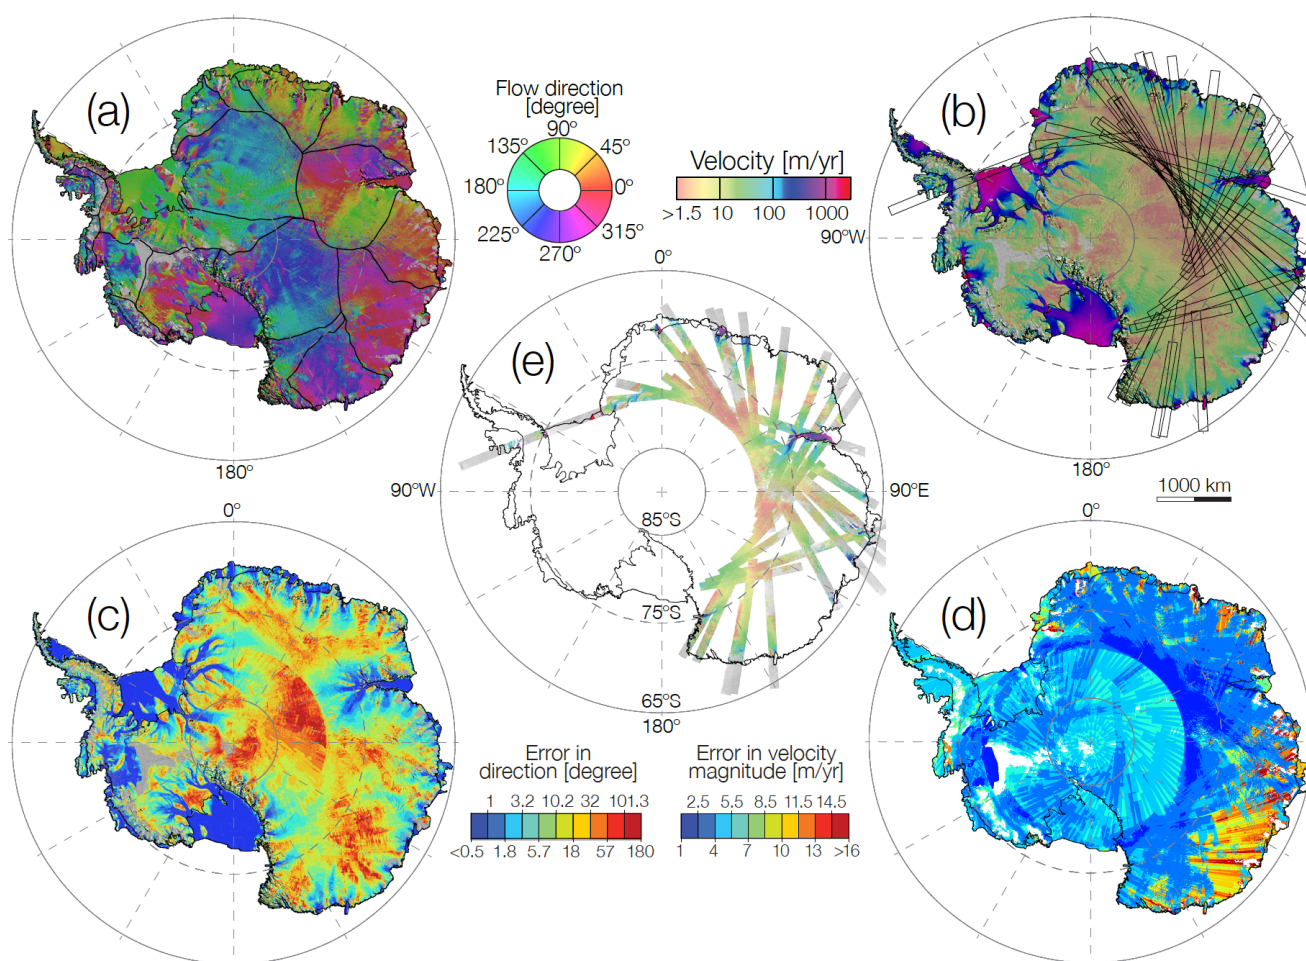 (a)
Flow direction
[degree]
90°
135°
45°
180°
0°
225°
315°
270°
Velocity [m/yr]
>1.5
10
100
1000
(b)
90°W
0°
180°
(e)
180°
90°W
90°E
85°S
75°S
65°S
180°
1000 km
0°
(c)
Error in
direction [degree]
1
3.2
10.2
32
101.3
<0.5
1.8
5.7
18
57
180
Error in velocity
magnitude [m/yr]
2.5
5.5
8.5
11.5
14.5
1
4
7
10
13
>16
0°
(d)